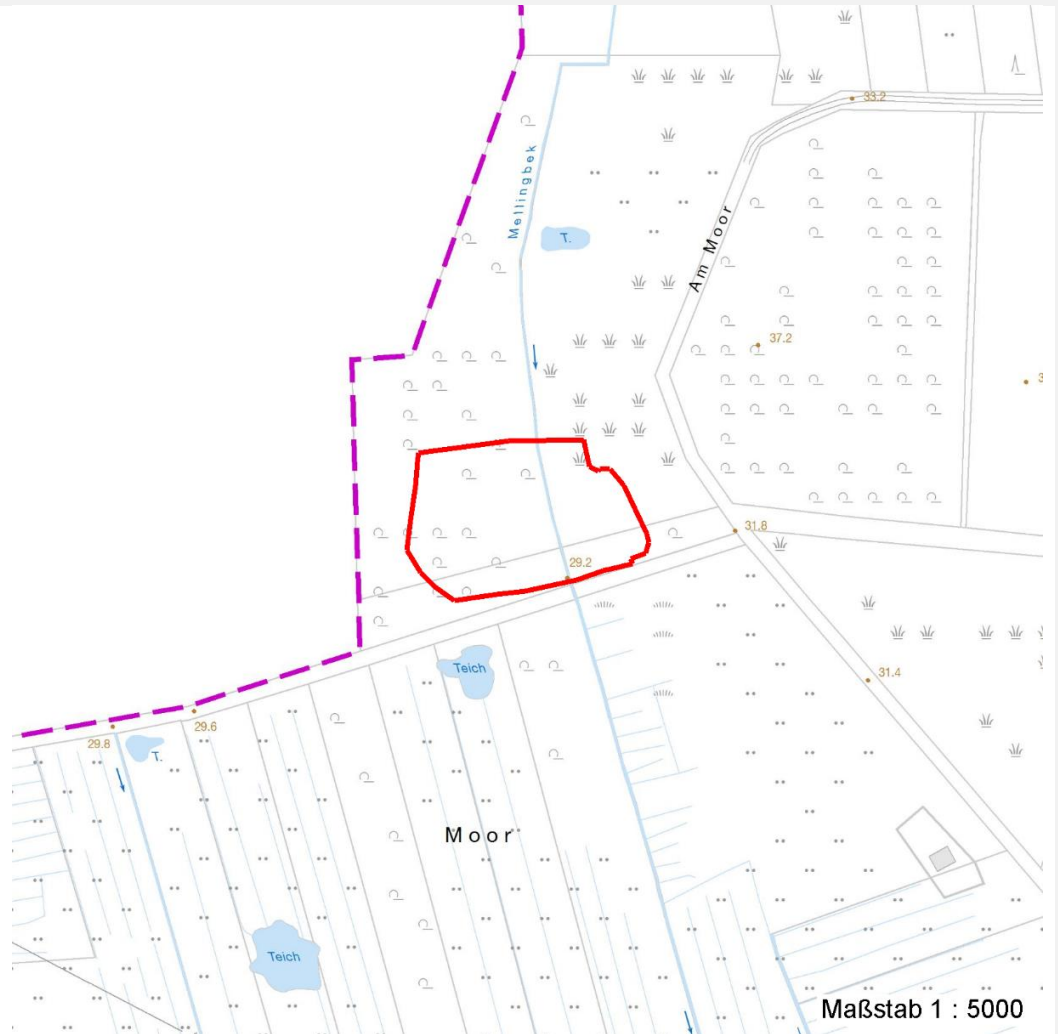 33.2
Mellingbek
T.
Am Moor
37.2
3
31.8
29.2
Teich
31.4
29.6
29.8
T.
Moor
Teich
Maßstab 1 : 5000